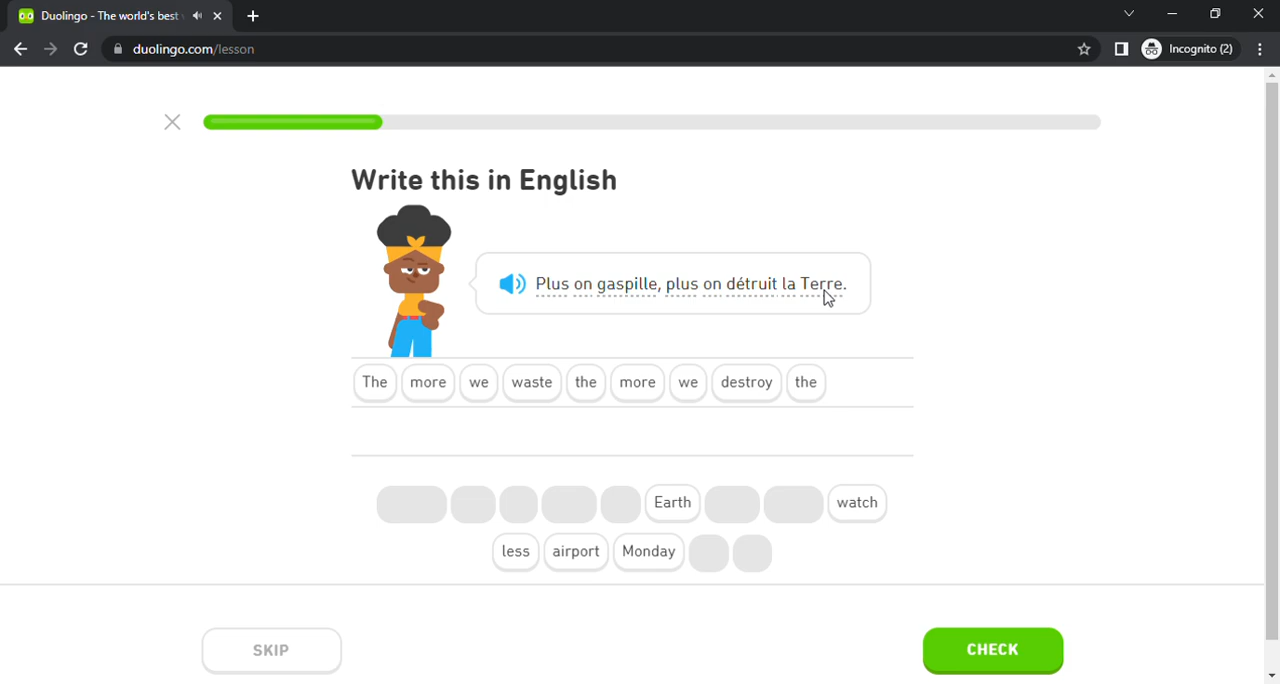 Duolingo - The world's best
duolingo.com/lesson
Incognito (2)
Write this in English
Plus on gaspille, plus on détruit la Terre.
The more we waste the more we destroy the
Earth watch
less airport Monday
SKIP
CHECK